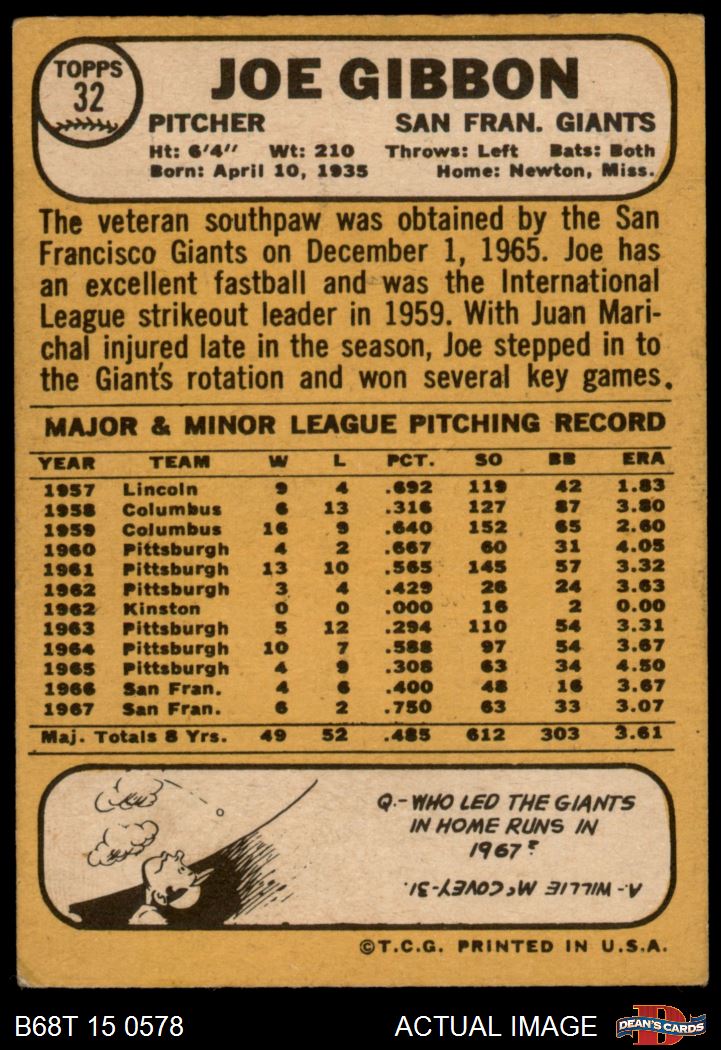 TOPPS
32
JOE GIBBON
PITCHER SAN FRAN. GIANTS
Ht: 6'4" Wt: 210 Throws: Left Bats: Both
Born: April 10, 1935 Home: Newton, Miss.
The veteran southpaw was obtained by the San
Francisco Giants on December 1, 1965. Joe has
an excellent fastball and was the International
League strikeout leader in 1959. With Juan Mari-
chal injured late in the season, Joe stepped in to
the Giant's rotation and won several key games.
MAJOR & MINOR LEAGUE PITCHING RECORD
YEAR TEAM W L PCT. SO BB ERA
1957 Lincoln 9 4 .692 119 42 1.83
1958 Columbus 6 13 .316 127 87 3.80
1959 Columbus 16 9 .640 152 65 2.60
1960 Pittsburgh 4 2 .667 60 31 4.05
1961 Pittsburgh 13 10 .565 145 57 3.32
1962 Pittsburgh 3 4 .429 26 24 3.63
1962 Kinston 0 0 .000 16 2 0.00
1963 Pittsburgh 5 12 .294 110 54 3.31
1964 Pittsburgh 10 7 .588 97 54 3.67
1965 Pittsburgh 4 9 .308 63 34 4.50
1966 San Fran. 4 6 .400 48 16 3.67
1967 San Fran. 6 2 .750 63 33 3.07
Maj. Totals 8 Yrs. 49 52 .485 612 303 3.61
Q.-WHO LED THE GIANTS
IN HOME RUNS IN
1967?
A-. WILLIE McCOVEY-31.
©T.C.G. PRINTED IN U.S.A.
B68T 15 0578 ACTUAL IMAGE
D
DEAN'S CARDS